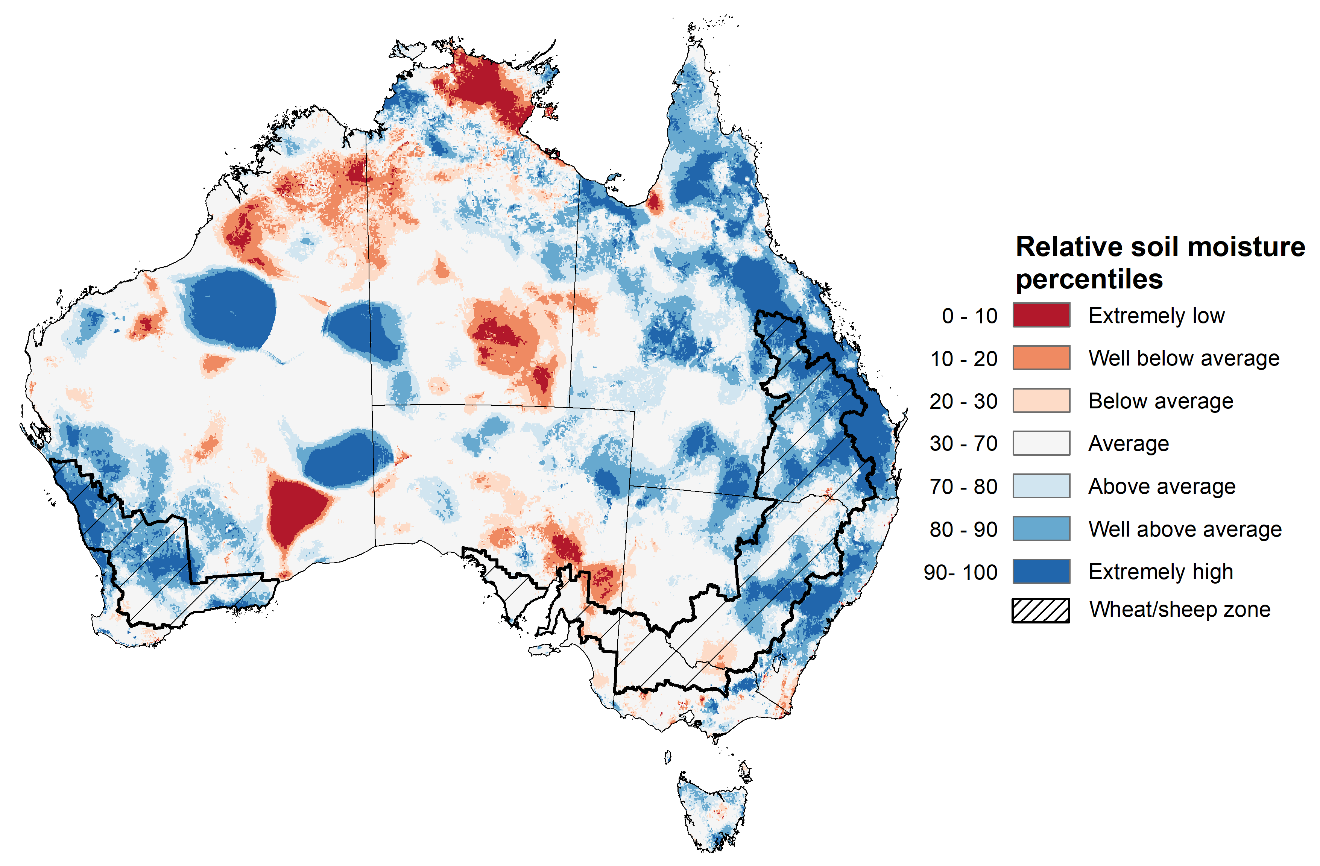 Relative soil moisture
percentiles
0 - 10 Extremely low
10 - 20 Well below average
20 - 30 Below average
30 - 70 Average
70 - 80 Above average
80 - 90 Well above average
90- 100 Extremely high
Wheat/sheep zone